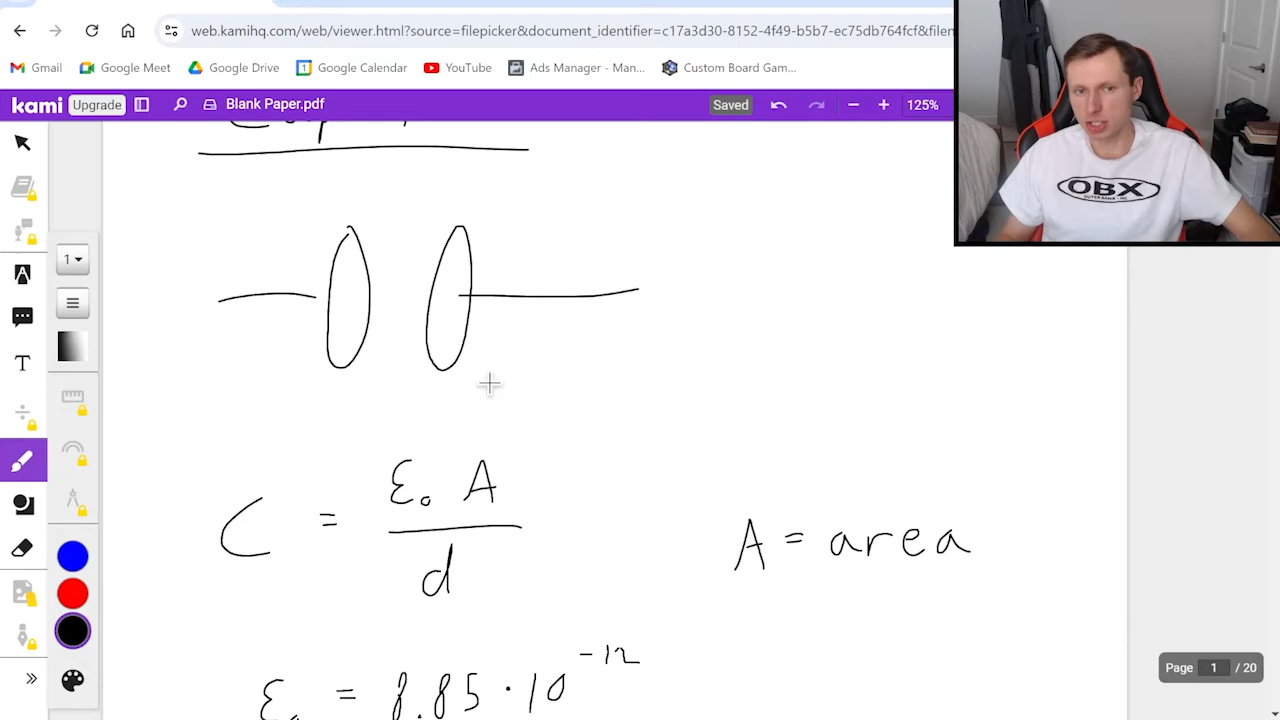 web.kamihq.com/web/viewer.html?source=filepicker&document_identifier=c17a3d30-8152-4f49-b5b7-ec75db764fcf&filen
Gmail Google Meet Google Drive 1 Google Calendar YouTube Ads Manager - Man... Custom Board Gam...
kami Upgrade Blank Paper.pdf Saved 125%
OBX
1
T
C = ε₀ A / d
A = area
ε₀ = 8.85 · 10⁻¹²
Page 1 / 20